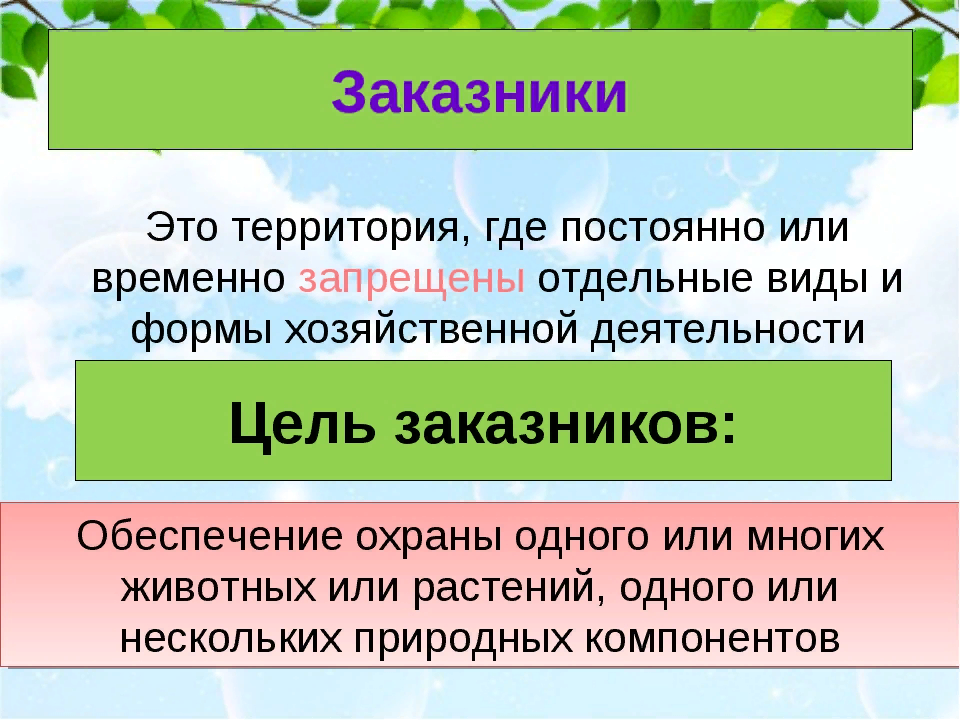 Заказники
Это территория, где постоянно или
временно запрещены отдельные виды и
формы хозяйственной деятельности
Цель заказников:
Обеспечение охраны одного или многих
животных или растений, одного или
нескольких природных компонентов